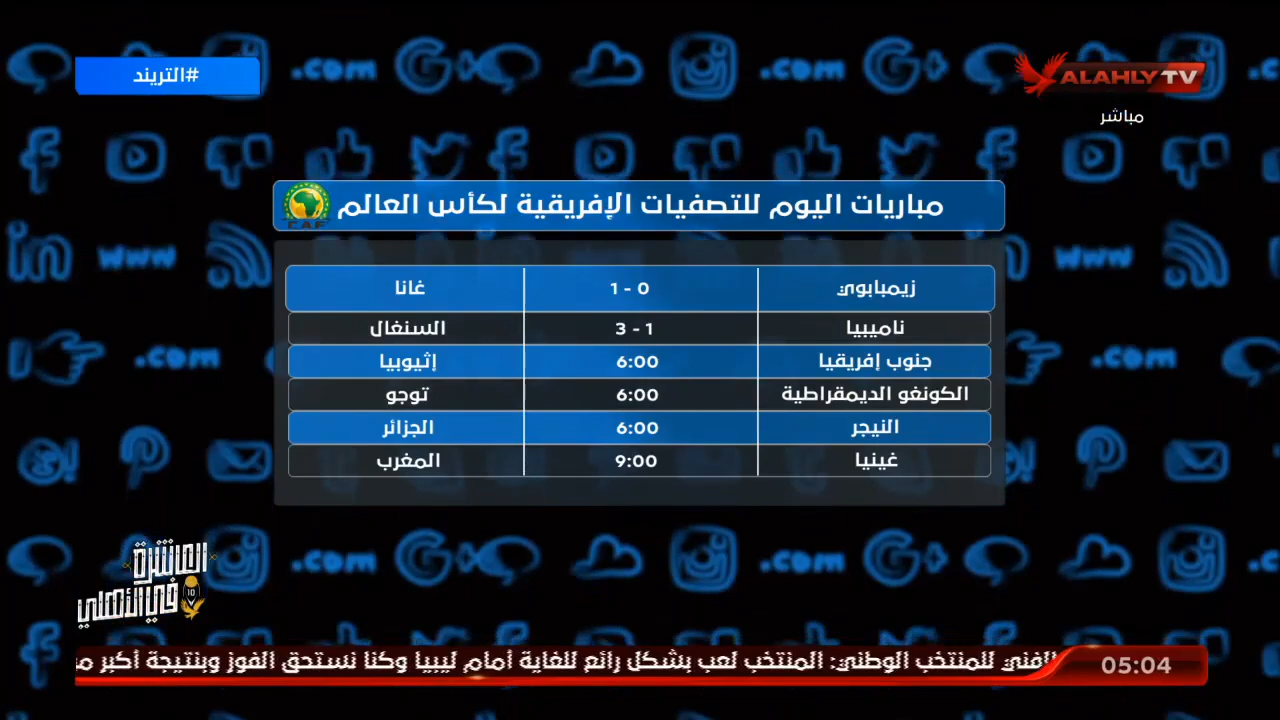 #التريند
ALAHLY TV
مباشر
مباريات اليوم للتصفيات الإفريقية لكأس العالم
CAF
زيمبابوي 0 - 1 غانا
ناميبيا 1 - 3 السنغال
جنوب إفريقيا 6:00 إثيوبيا
الكونغو الديمقراطية 6:00 توجو
النيجر 6:00 الجزائر
غينيا 9:00 المغرب
العاشرة
10
في الأهلي
الفني للمنتخب الوطني: المنتخب لعب بشكل رائع للغاية أمام ليبيا وكنا نستحق الفوز وبنتيجة أكبر
05:04